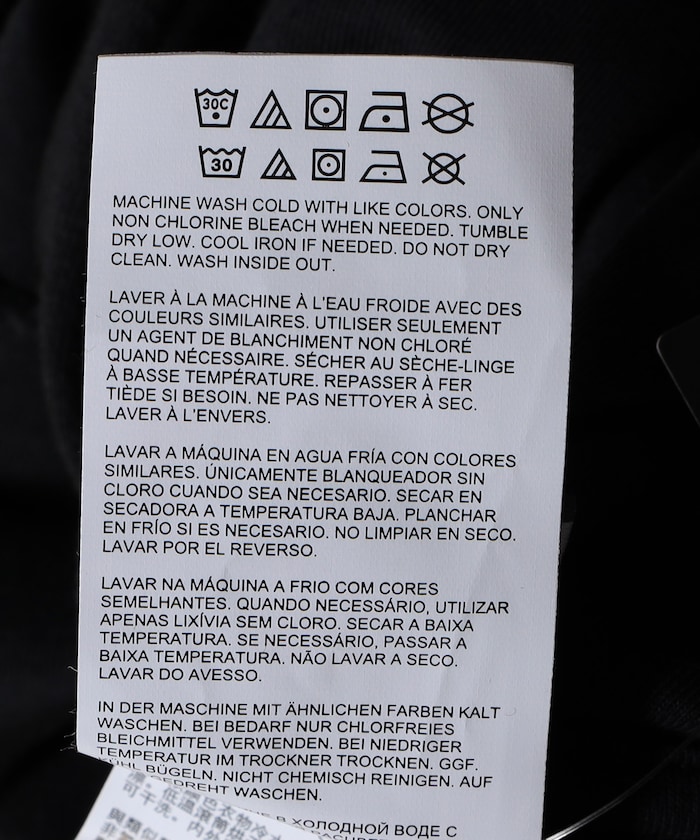 30C
30
MACHINE WASH COLD WITH LIKE COLORS. ONLY
NON CHLORINE BLEACH WHEN NEEDED. TUMBLE
DRY LOW. COOL IRON IF NEEDED. DO NOT DRY
CLEAN. WASH INSIDE OUT.
LAVER À LA MACHINE À L'EAU FROIDE AVEC DES
COULEURS SIMILAIRES. UTILISER SEULEMENT
UN AGENT DE BLANCHIMENT NON CHLORÉ
QUAND NÉCESSAIRE. SÉCHER AU SÈCHE-LINGE
À BASSE TEMPÉRATURE. REPASSER À FER
TIÈDE SI BESOIN. NE PAS NETTOYER À SEC.
LAVER À L'ENVERS.
LAVAR A MÁQUINA EN AGUA FRÍA CON COLORES
SIMILARES. ÚNICAMENTE BLANQUEADOR SIN
CLORO CUANDO SEA NECESARIO. SECAR EN
SECADORA A TEMPERATURA BAJA. PLANCHAR
EN FRÍO SI ES NECESARIO. NO LIMPIAR EN SECO.
LAVAR POR EL REVERSO.
LAVAR NA MÁQUINA A FRIO COM CORES
SEMELHANTES. QUANDO NECESSÁRIO, UTILIZAR
APENAS LIXÍVIA SEM CLORO. SECAR A BAIXA
TEMPERATURA. SE NECESSÁRIO, PASSAR A
BAIXA TEMPERATURA. NÃO LAVAR A SECO.
LAVAR DO AVESSO.
IN DER MASCHINE MIT ÄHNLICHEN FARBEN KALT
WASCHEN. BEI BEDARF NUR CHLORFREIES
BLEICHMITTEL VERWENDEN. BEI NIEDRIGER
TEMPERATUR IM TROCKNER TROCKNEN. GGF.
BÜGELN. NICHT CHEMISCH REINIGEN. AUF
WASCHEN.
В ХОЛОДНОЙ ВОДЕ С
可干洗